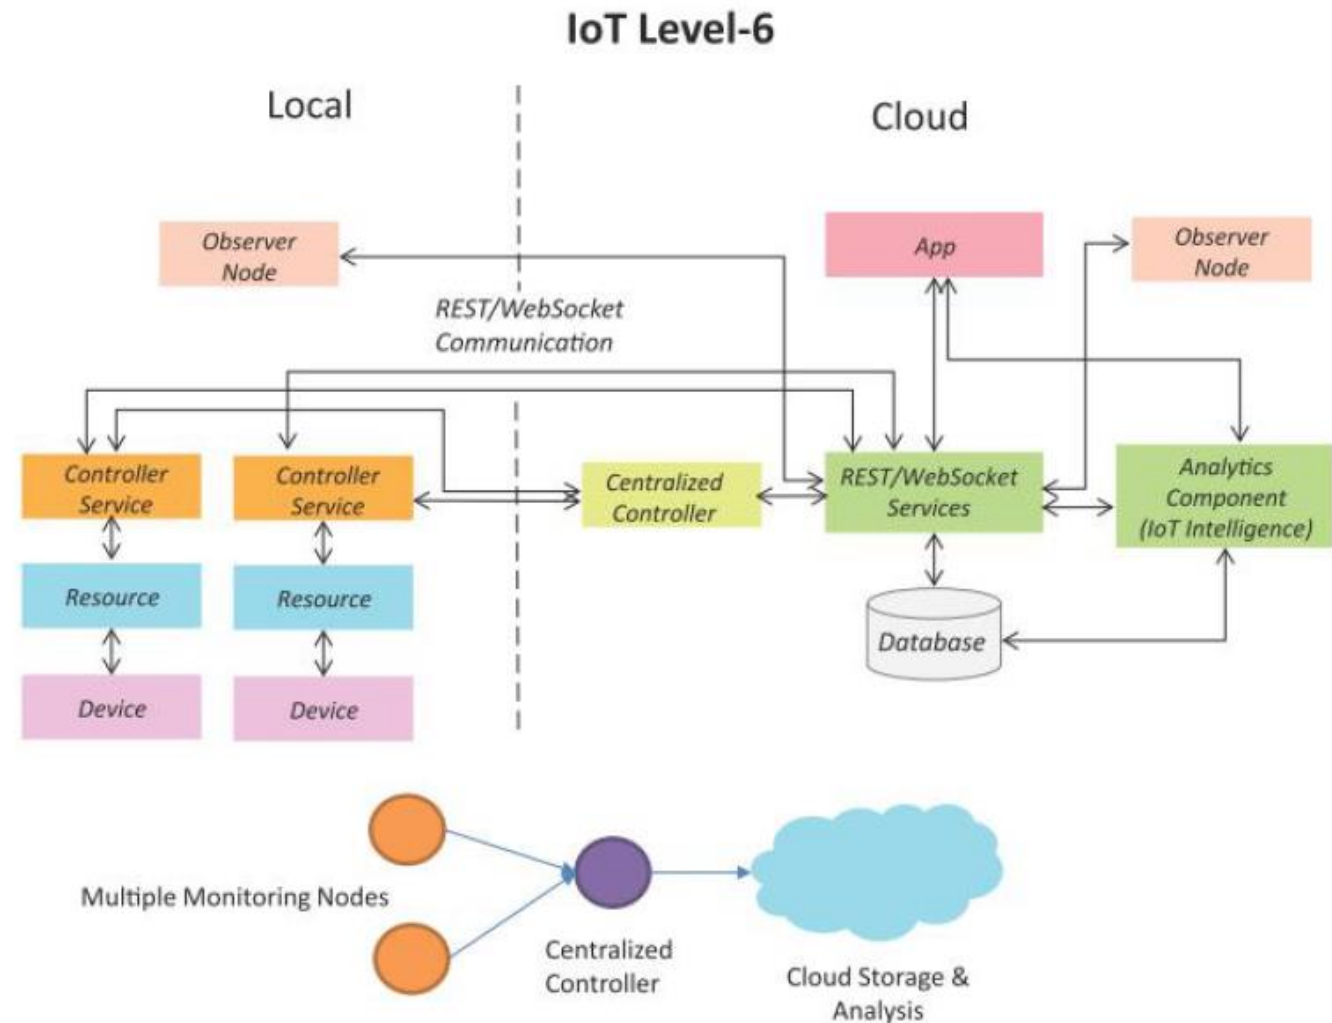 IoT Level-6
Local
Cloud
Observer
Node
App
Observer
Node
REST/WebSocket
Communication
Controller
Service
Controller
Service
Centralized
Controller
REST/WebSocket
Services
Analytics
Component
(IoT Intelligence)
Resource
Resource
Database
Device
Device
Multiple Monitoring Nodes
Centralized
Controller
Cloud Storage &
Analysis